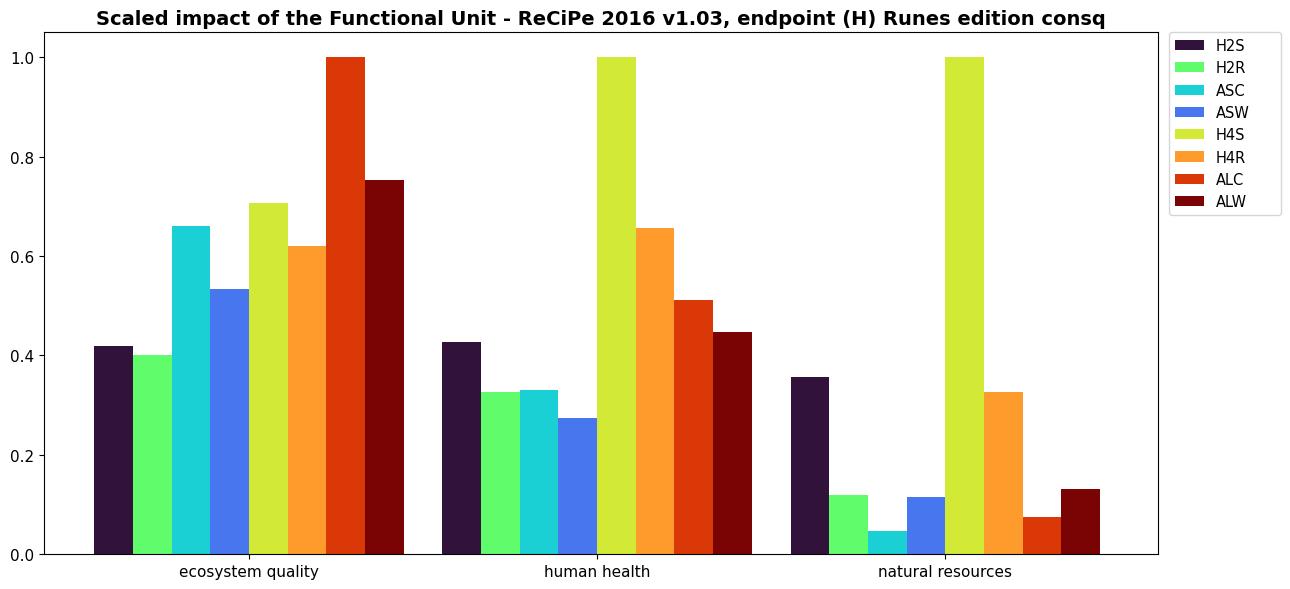 Scaled impact of the Functional Unit - ReCiPe 2016 v1.03, endpoint (H) Runes edition consq
1.0
0.8
0.6
0.4
0.2
0.0
ecosystem quality
human health
natural resources
H2S
H2R
ASC
ASW
H4S
H4R
ALC
ALW